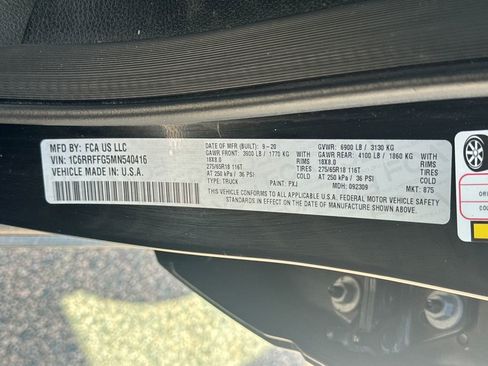 MFD BY: FCA US LLC
VIN: 1C6RRFFG5MN540416
VEHICLE MADE IN: U.S.A.
DATE OF MFR (BUILT): 9-20
GVWR: 6900 LB / 3130 KG
GAWR FRONT: 3900 LB / 1770 KG WITH
GAWR REAR: 4100 LB / 1860 KG WITH
18X8.0 RIMS
18X8.0 RIMS
275/65R18 116T TIRES
275/65R18 116T TIRES
AT 250 kPa / 36 PSI COLD
AT 250 kPa / 36 PSI COLD
TYPE: TRUCK PAINT: PXJ MDH: 092309 MKT: 875
THIS VEHICLE CONFORMS TO ALL APPLICABLE U.S.A. FEDERAL MOTOR VEHICLE SAFETY
STANDARDS IN EFFECT ON THE DATE OF MANUFACTURE SHOWN ABOVE.